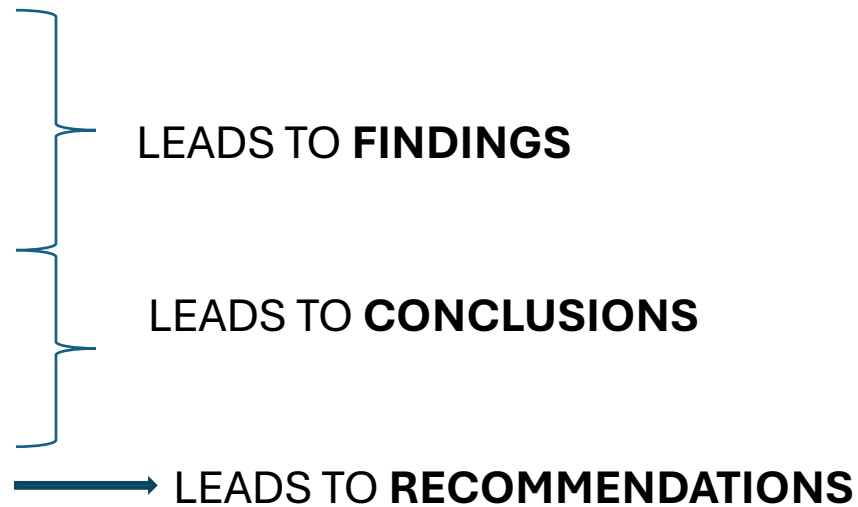 LEADS TO FINDINGS
LEADS TO CONCLUSIONS
LEADS TO RECOMMENDATIONS